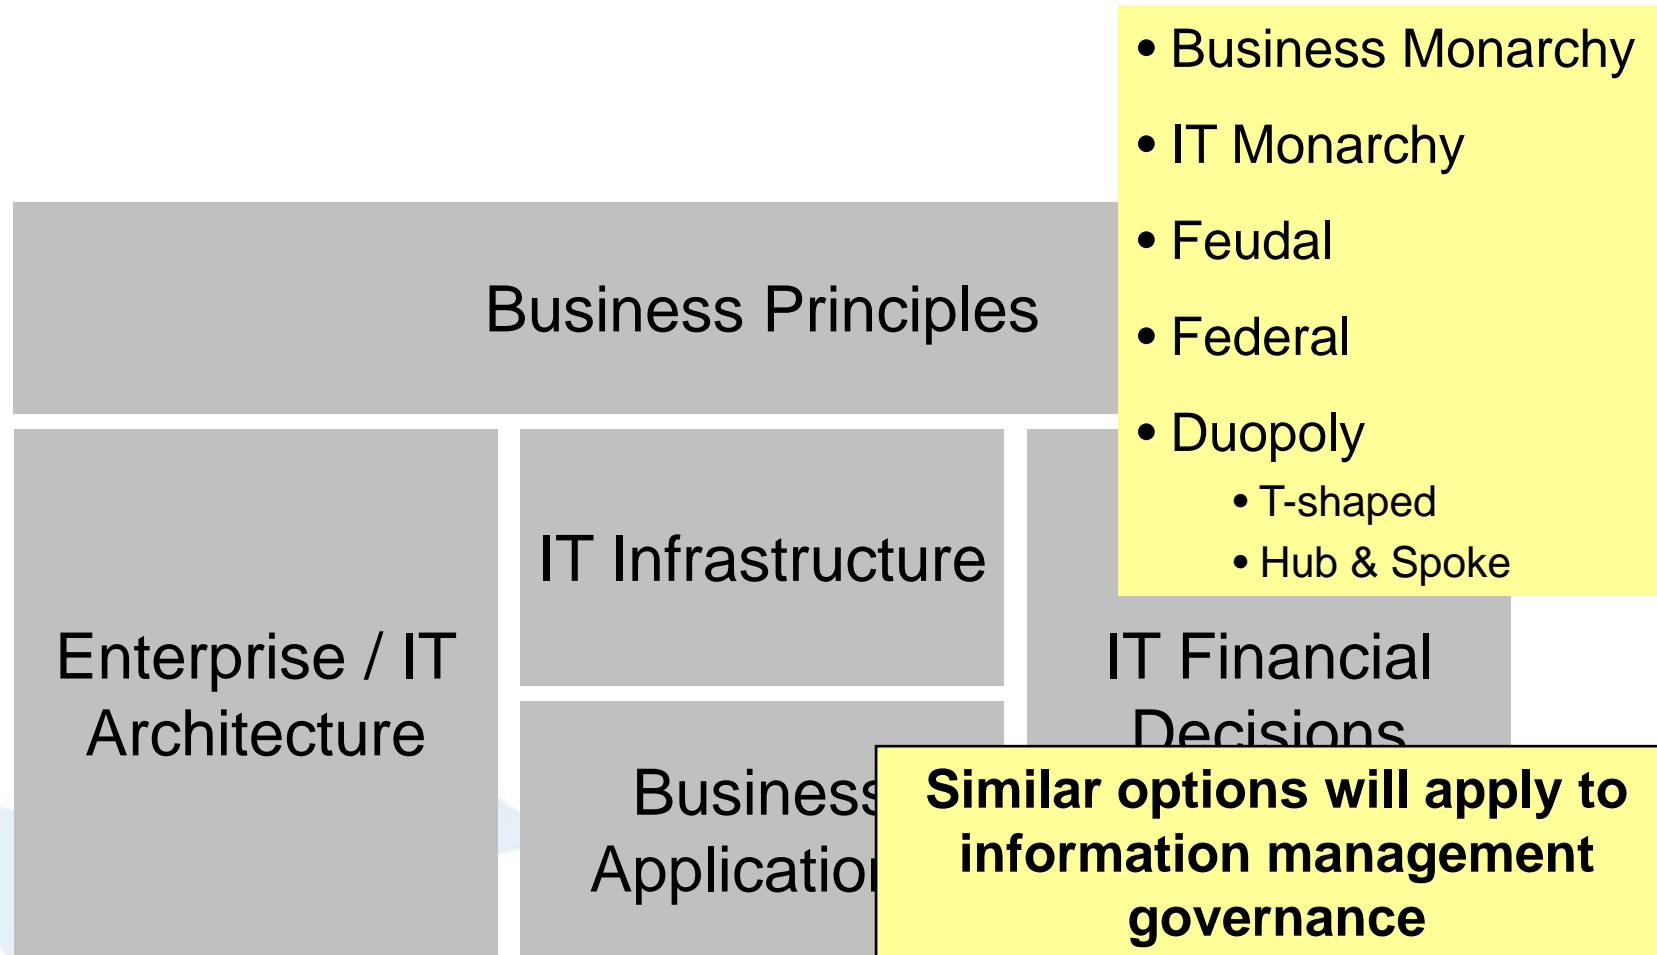 • Business Monarchy
• IT Monarchy
• Feudal
• Federal
• Duopoly
• T-shaped
• Hub & Spoke
Business Principles
Enterprise / IT
Architecture
IT Infrastructure
Business
IT Financial
Decisions
Similar options will apply to
information management
governance